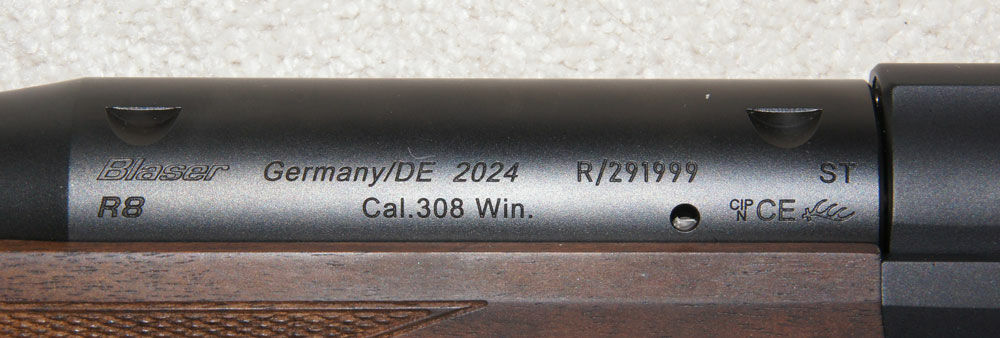 Blaser Germany/DE 2024 R/291999 ST
R8 Cal.308 Win. CIP N CE